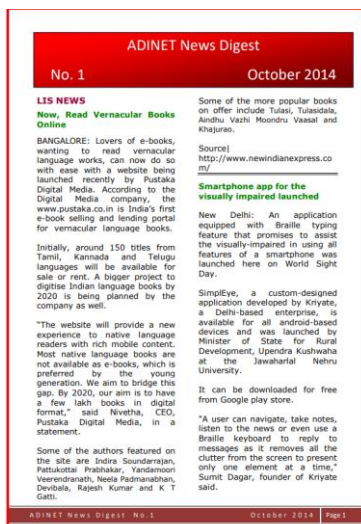 ADINET News Digest
No. 1 October 2014
LIS NEWS
Now, Read Vernacular Books
Online
BANGALORE: Lovers of e-books,
wanting to read vernacular
language works, can now do so
with ease with a website being
launched recently by Pustaka
Digital Media. According to the
Digital Media company, the
www.pustaka.co.in is India's first
e-book selling and lending portal
for vernacular language books.
Initially, around 150 titles from
Tamil, Kannada and Telugu
languages will be available for
sale or rent. A bigger project to
digitise Indian language books by
2020 is being planned by the
company as well.
"The website will provide a new
experience to native language
readers with rich mobile content.
Most native language books are
not available as e-books, which is
preferred by the young
generation. We aim to bridge this
gap. By 2020, our aim is to have
a few lakh books in digital
format," said Nivetha, CEO,
Pustaka Digital Media, in a
statement.
Some of the authors featured on
the site are Indira Soundarrajan,
Pattukottai Prabhakar, Yandamoori
Veerendranath, Neela Padmanabhan,
Devibala, Rajesh Kumar and K T
Gatti.
Some of the more popular books
on offer include Tulasi, Tulasidala,
Aindhu Vazhi Moondru Vaasal and
Khajurao.
Source|
http://www.newindianexpress.co
m/
Smartphone app for the
visually impaired launched
New Delhi: An application
equipped with Braille typing
feature that promises to assist
the visually-impaired in using all
features of a smartphone was
launched here on World Sight
Day.
SimplEye, a custom-designed
application developed by Kriyate,
a Delhi-based enterprise, is
available for all android-based
devices and was launched by
Minister of State for Rural
Development, Upendra Kushwaha
at the Jawaharlal Nehru
University.
It can be downloaded for free
from Google play store.
"A user can navigate, take notes,
listen to the news or even use a
Braille keyboard to reply to
messages as it removes all the
clutter from the screen to present
only one element at a time,"
Sumit Dagar, founder of Kriyate
said.
ADINET News Digest No.1 October 2014 Page 1